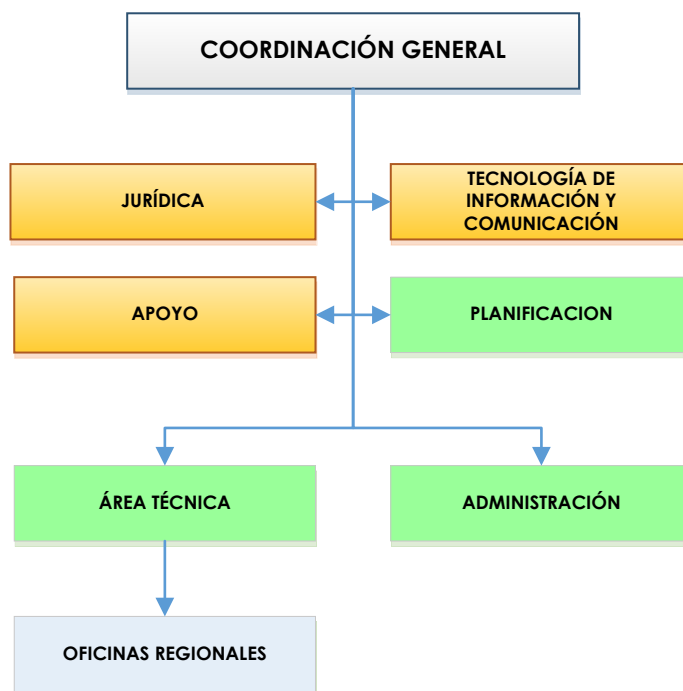 COORDINACIÓN GENERAL
JURÍDICA
TECNOLOGÍA DE
INFORMACIÓN Y
COMUNICACIÓN
APOYO
PLANIFICACION
ÁREA TÉCNICA
ADMINISTRACIÓN
OFICINAS REGIONALES